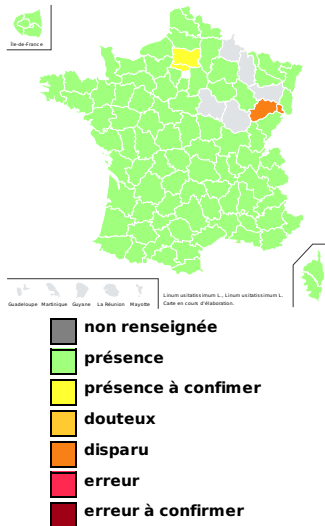 Île-de-France
Guadeloupe Martinique Guyane La Réunion Mayotte
Linum usitatissimum L., Linum usitatissimum L.
Carte en cours d'élaboration.
non renseignée
présence
présence à confimer
douteux
disparu
erreur
erreur à confirmer